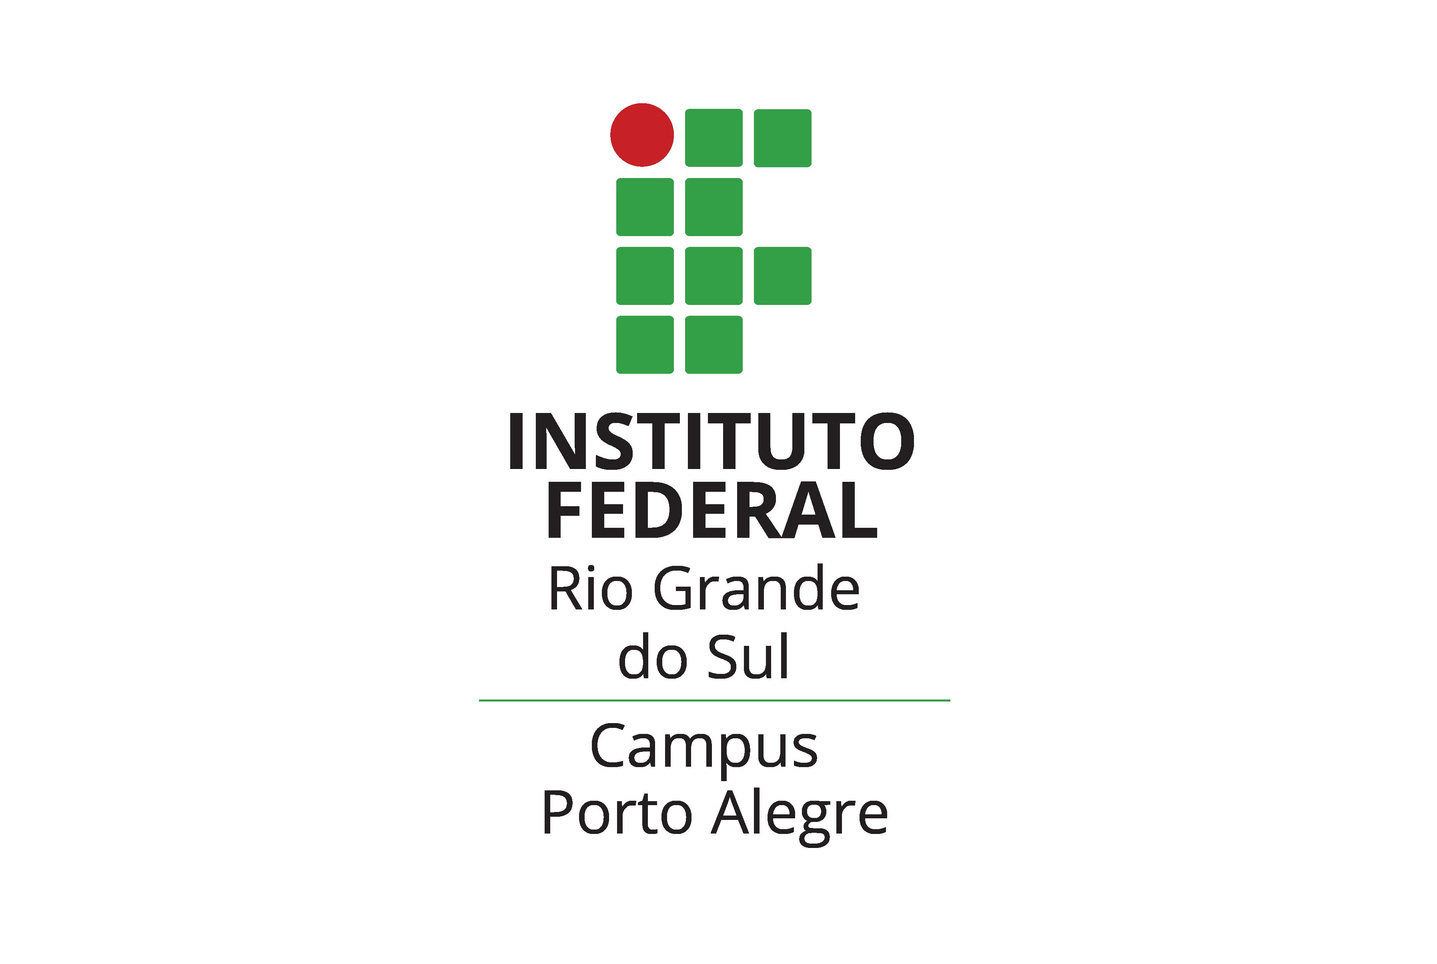 INSTITUTO
FEDERAL
Rio Grande
do Sul
Campus
Porto Alegre